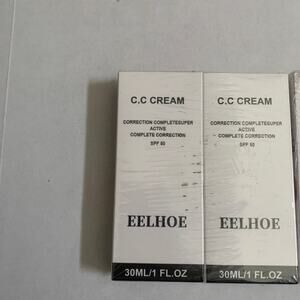 C.C CREAM
CORRECTION COMPLETESUPER
ACTIVE
COMPLETE CORRECTION
SPF 60
EELHOE
30ML/1 FL.OZ
C.C CREAM
CORRECTION COMPLETESUPER
ACTIVE
COMPLETE CORRECTION
SPF 60
EELHOE
30ML/1 FL.OZ